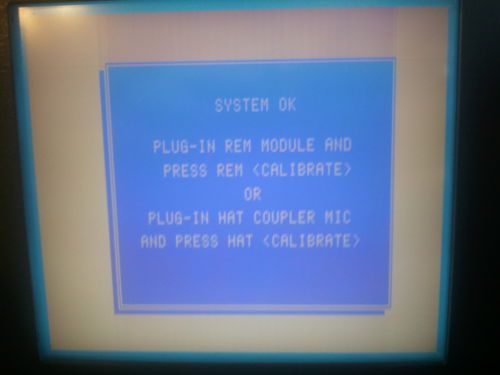 SYSTEM OK
PLUG-IN REM MODULE AND
PRESS REM <CALIBRATE>
OR
PLUG-IN HAT COUPLER MIC
AND PRESS HAT <CALIBRATE>